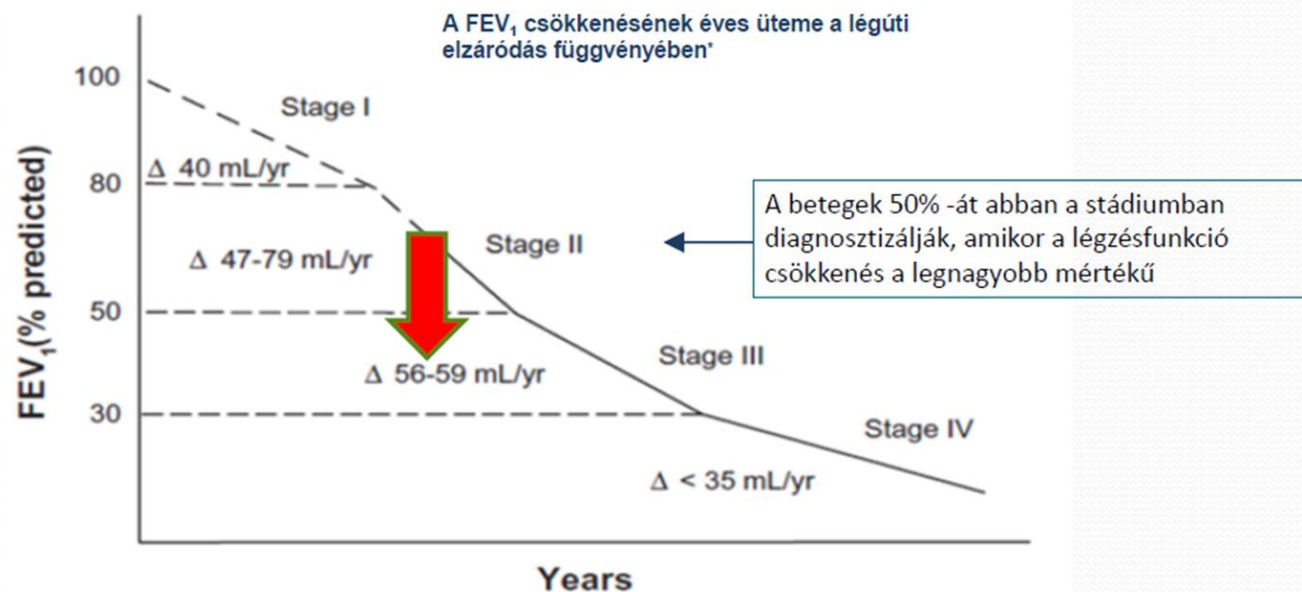 A FEV₁ csökkenésének éves üteme a légúti
elzáródás függvényében*
100
Stage I
Δ 40 mL/yr
80
A betegek 50% -át abban a stádiumban
diagnosztizálják, amikor a légzésfunkció
csökkenés a legnagyobb mértékű
Stage II
Δ 47-79 mL/yr
50
Stage III
Δ 56-59 mL/yr
30
Stage IV
Δ < 35 mL/yr
FEV₁(% predicted)
Years